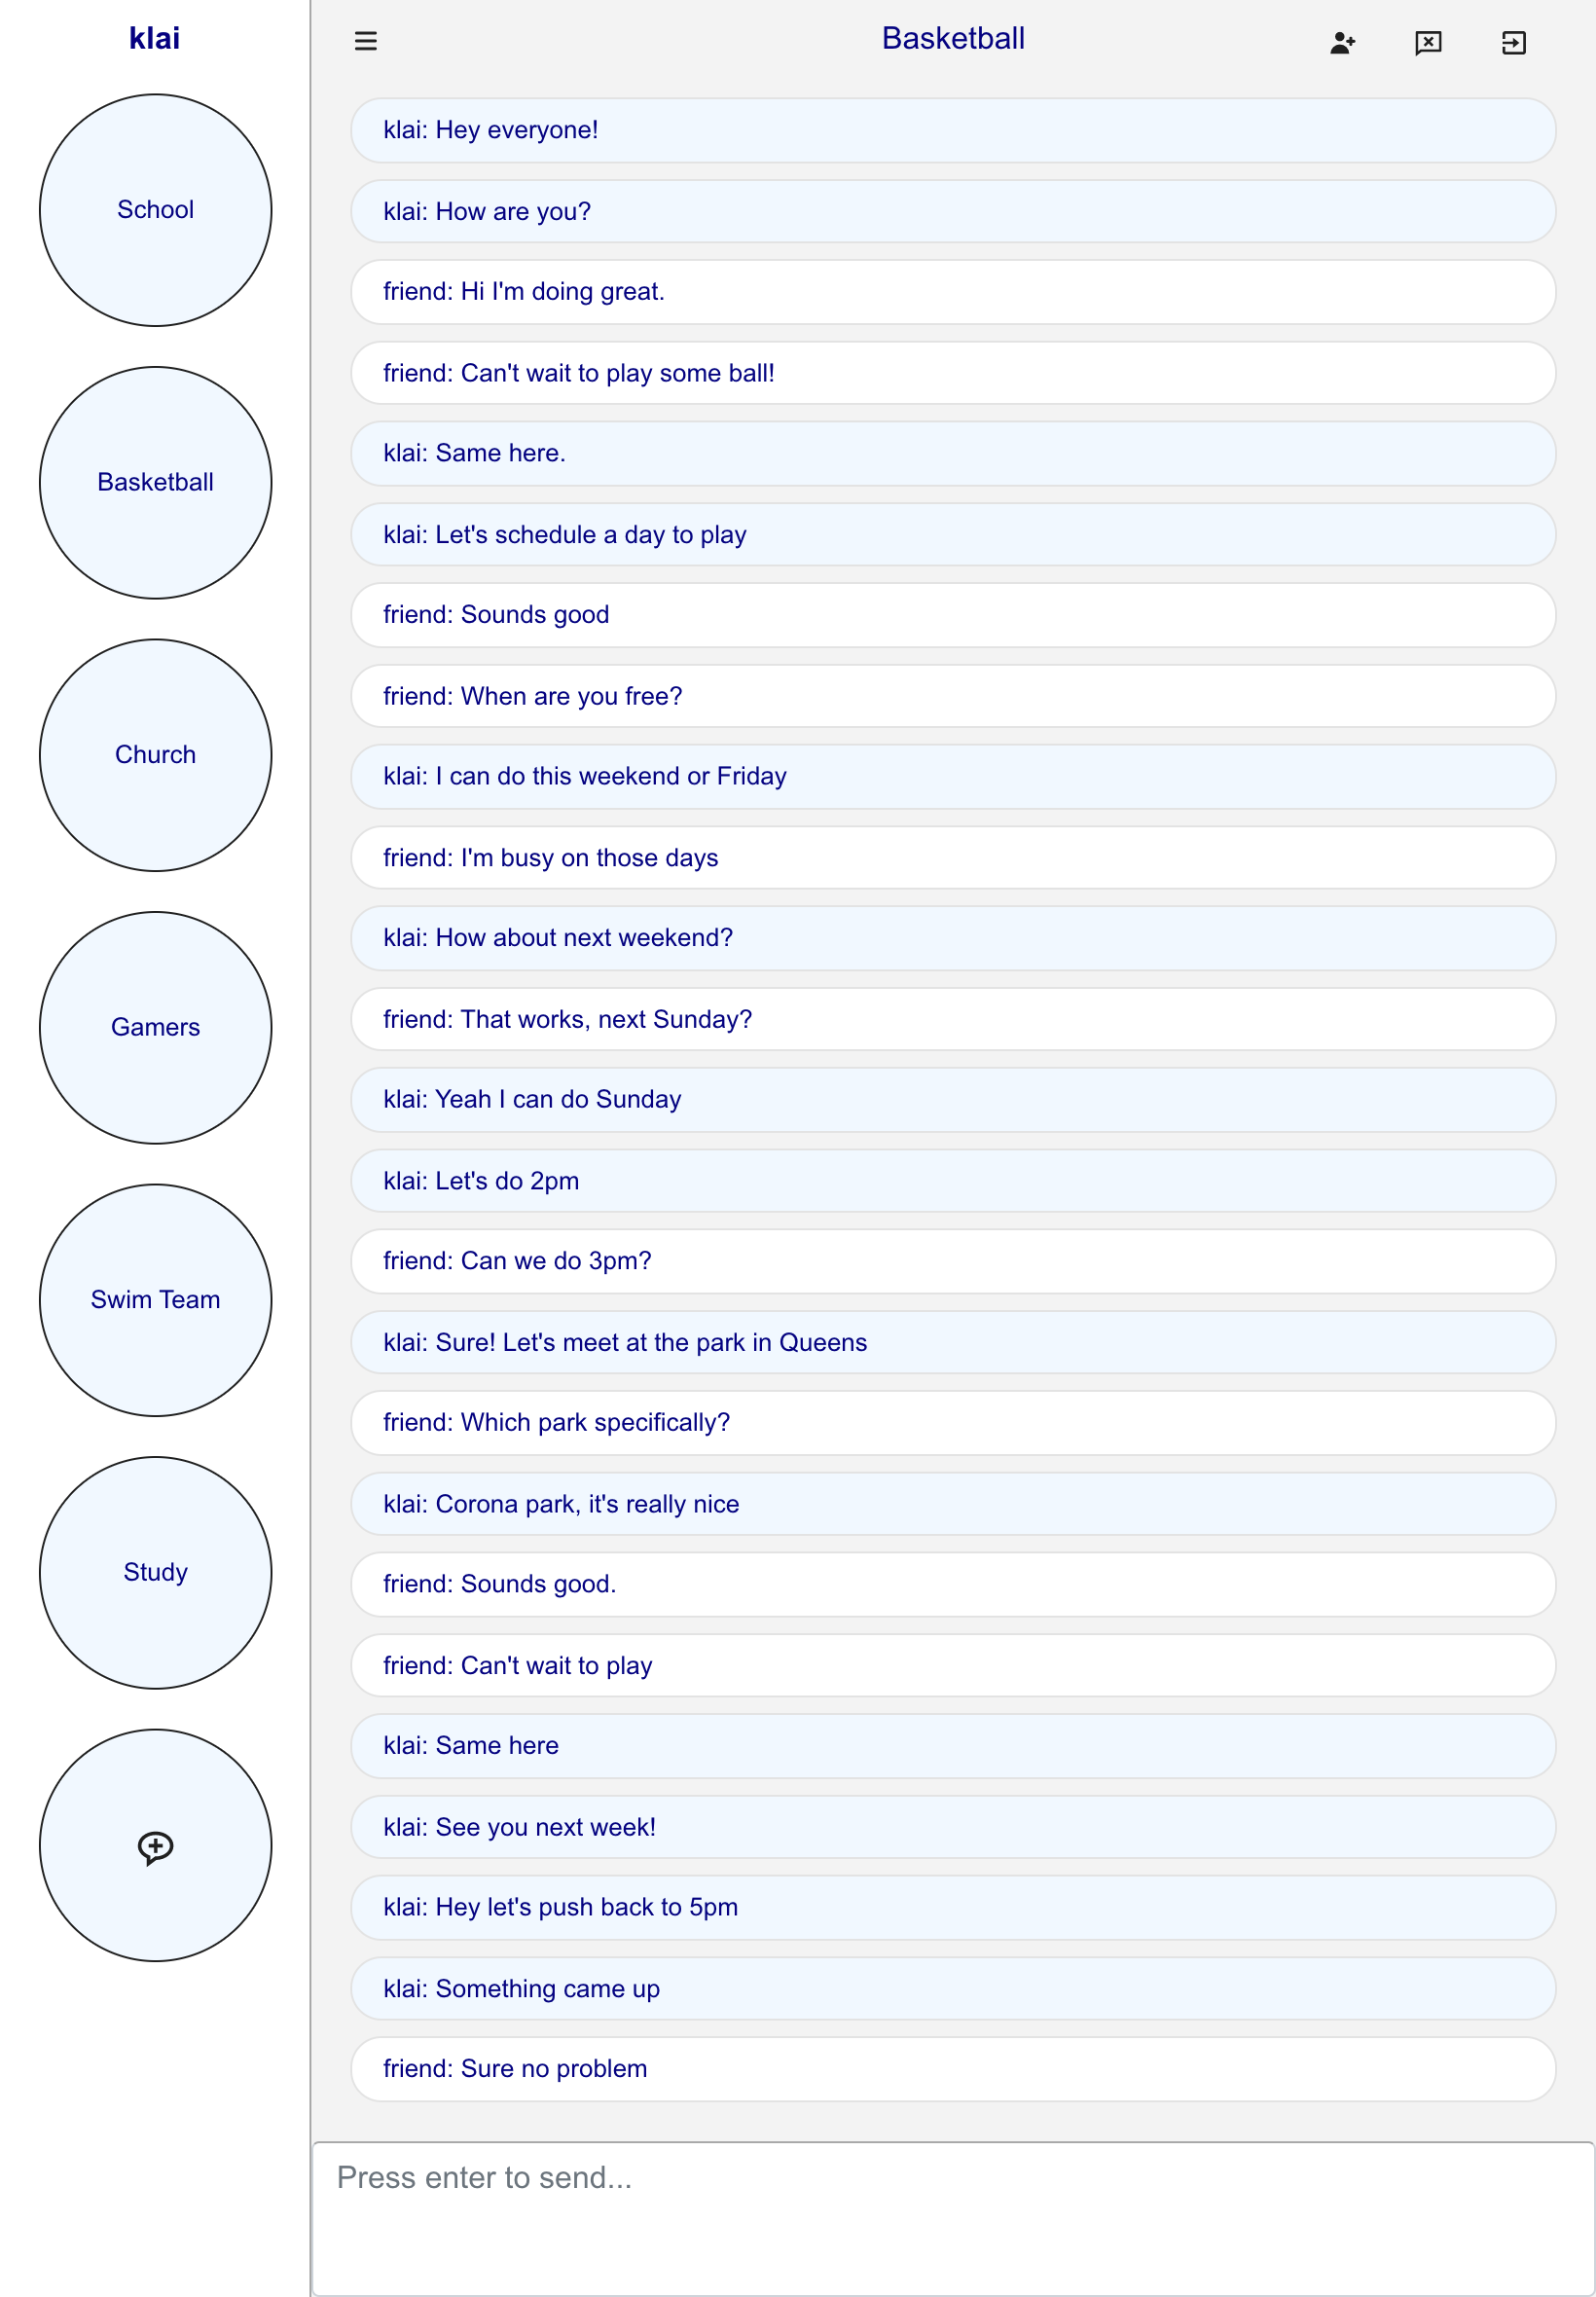 klai
School
Basketball
Church
Gamers
Swim Team
Study
Basketball
klai: Hey everyone!
klai: How are you?
friend: Hi I'm doing great.
friend: Can't wait to play some ball!
klai: Same here.
klai: Let's schedule a day to play
friend: Sounds good
friend: When are you free?
klai: I can do this weekend or Friday
friend: I'm busy on those days
klai: How about next weekend?
friend: That works, next Sunday?
klai: Yeah I can do Sunday
klai: Let's do 2pm
friend: Can we do 3pm?
klai: Sure! Let's meet at the park in Queens
friend: Which park specifically?
klai: Corona park, it's really nice
friend: Sounds good.
friend: Can't wait to play
klai: Same here
klai: See you next week!
klai: Hey let's push back to 5pm
klai: Something came up
friend: Sure no problem
Press enter to send...